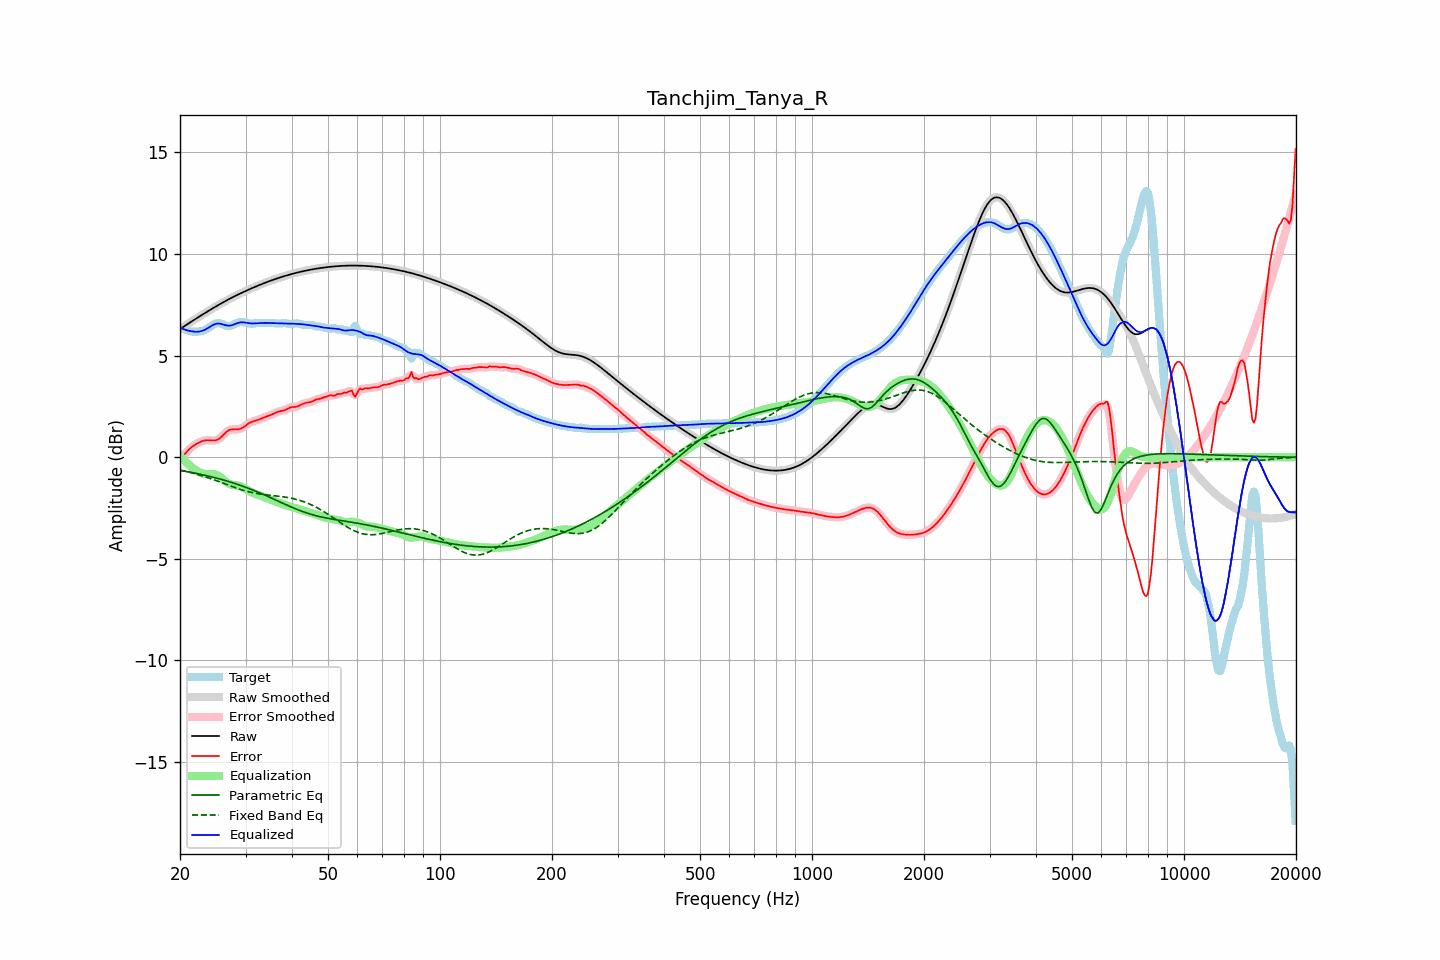 Tanchjim_Tanya_R
Amplitude (dBr)
15
10
5
0
−5
−10
−15
Target
Raw Smoothed
Error Smoothed
Raw
Error
Equalization
Parametric Eq
Fixed Band Eq
Equalized
20 50 100 200 500 1000 2000 5000 10000 20000
Frequency (Hz)